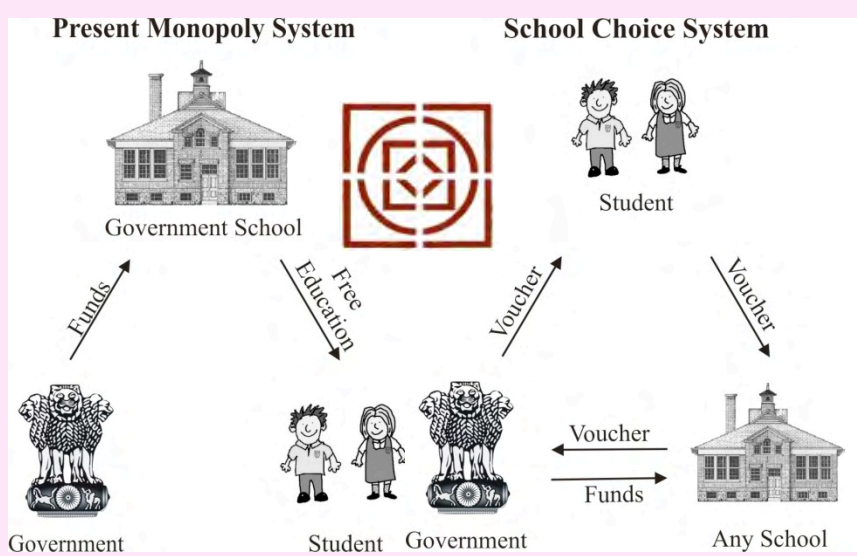 Present Monopoly System
School Choice System
Government School
Student
Funds
Free
Education
Voucher
Voucher
Voucher
Funds
Government
Student
Government
Any School